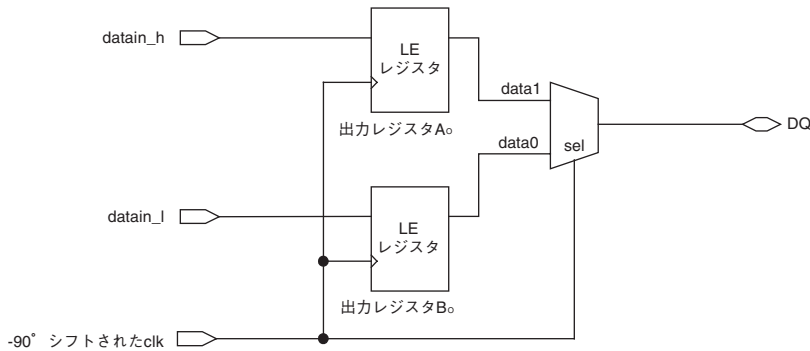 datain_h
LE
レジスタ
data1
出力レジスタAo
DQ
data0
sel
datain_l
LE
レジスタ
出力レジスタBo
-90° シフトされたclk